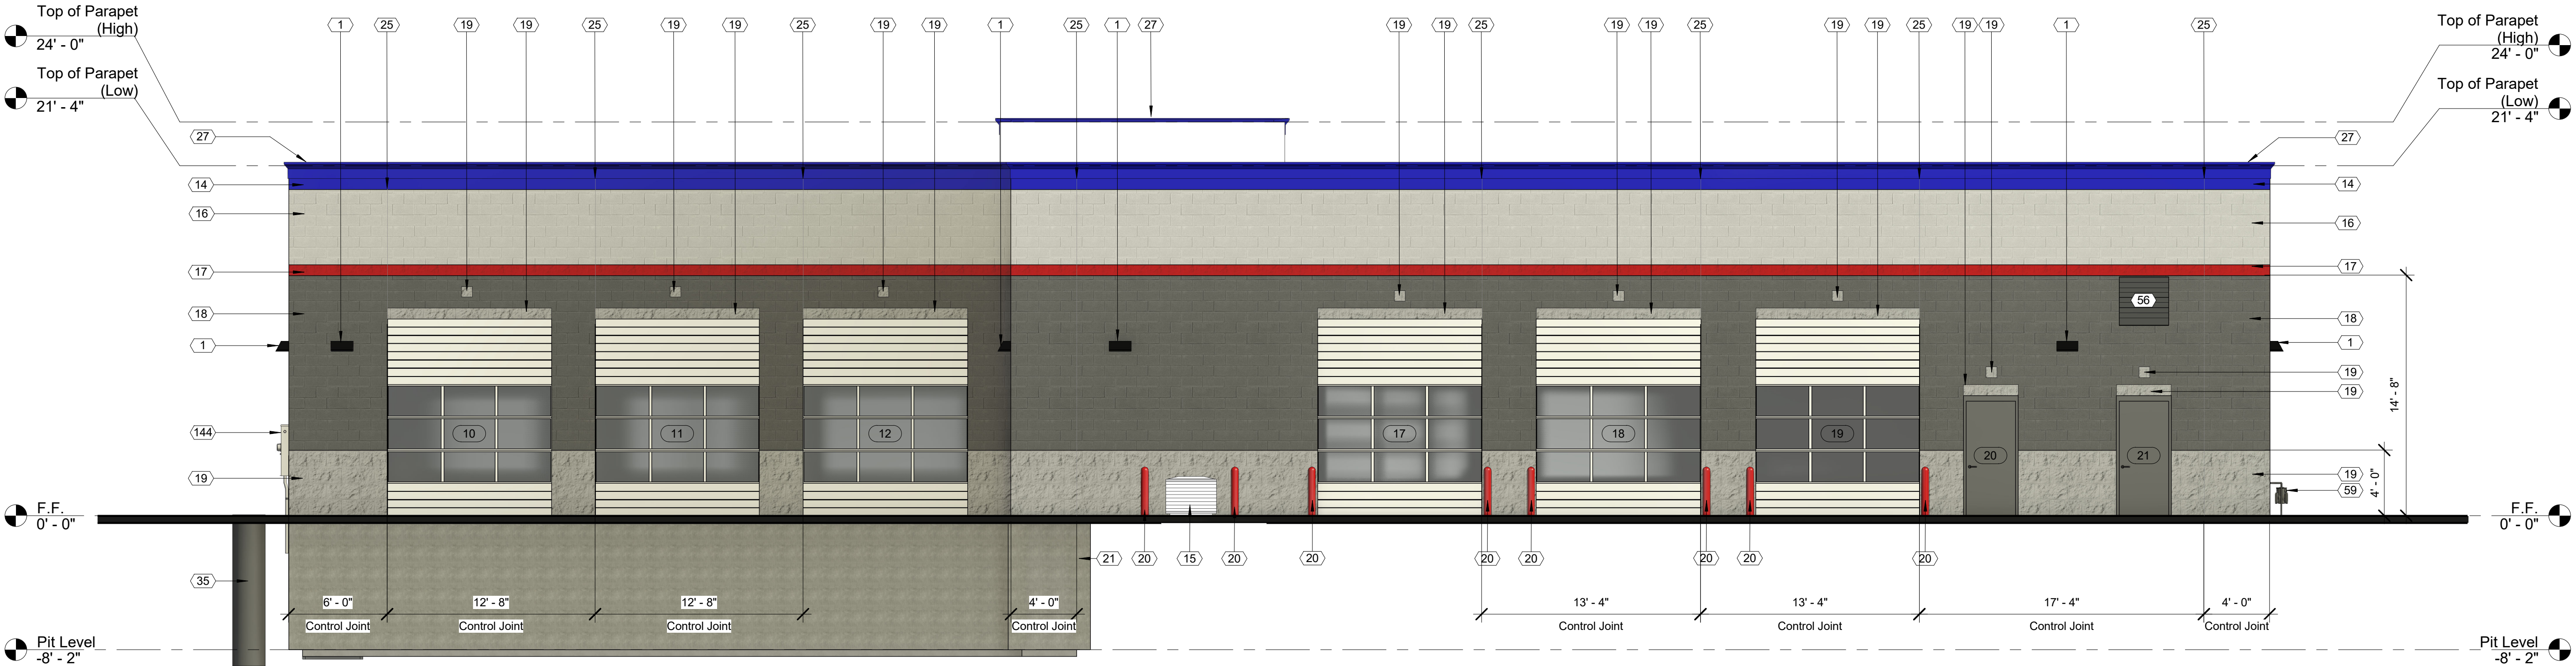 Top of Parapet
(High)
24' - 0"
Top of Parapet
(Low)
21' - 4"
1
25
19
19
25
19
19
25
19
19
1
25
1
27
19
19
25
19
19
25
19
19
25
19
19
1
25
Top of Parapet
(High)
24' - 0"
Top of Parapet
(Low)
21' - 4"
27
27
14
14
16
16
17
17
18
56
18
1
1
19
19
14' - 8"
144
10
11
12
17
18
19
20
21
19
19
59
4' - 0"
F.F.
0' - 0"
F.F.
0' - 0"
35
21
20
15
20
20
20
20
20
20
20
6' - 0"
Control Joint
12' - 8"
Control Joint
12' - 8"
Control Joint
4' - 0"
Control Joint
13' - 4"
Control Joint
13' - 4"
Control Joint
17' - 4"
Control Joint
4' - 0"
Control Joint
Pit Level
-8' - 2"
Pit Level
-8' - 2"